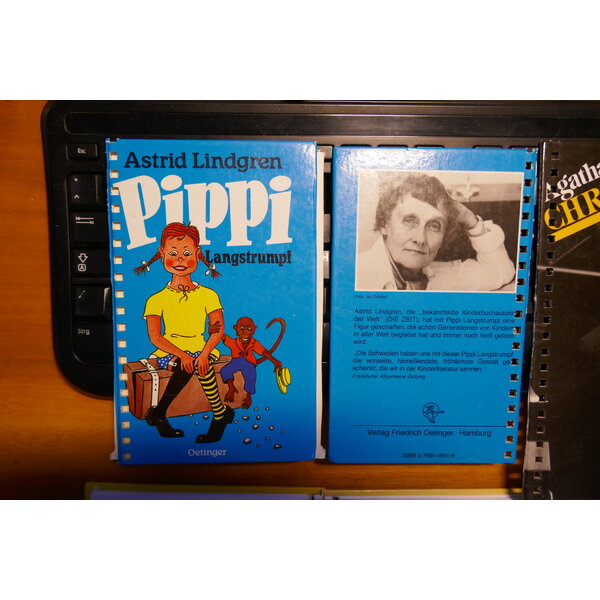 Esc
Strg
Astrid Lindgren
Pippi
Langstrumpf
Oetinger
Astrid Lindgren, die „bekannteste Kinderbuchautorin
der Welt" (DIE ZEIT), hat mit Pippi Langstrumpf eine
Figur geschaffen, die schon Generationen von Kindern
in aller Welt begleitet hat und immer noch heiß geliebt
wird.
„Die Schweden haben uns mit dieser Pippi Langstrumpf
die echteste, hinreißendste, fröhlichste Gestalt ge-
schenkt, die wir in der Kinderliteratur kennen."
Frankfurter Allgemeine Zeitung
Verlag Friedrich Oetinger · Hamburg
Agatha
CHR